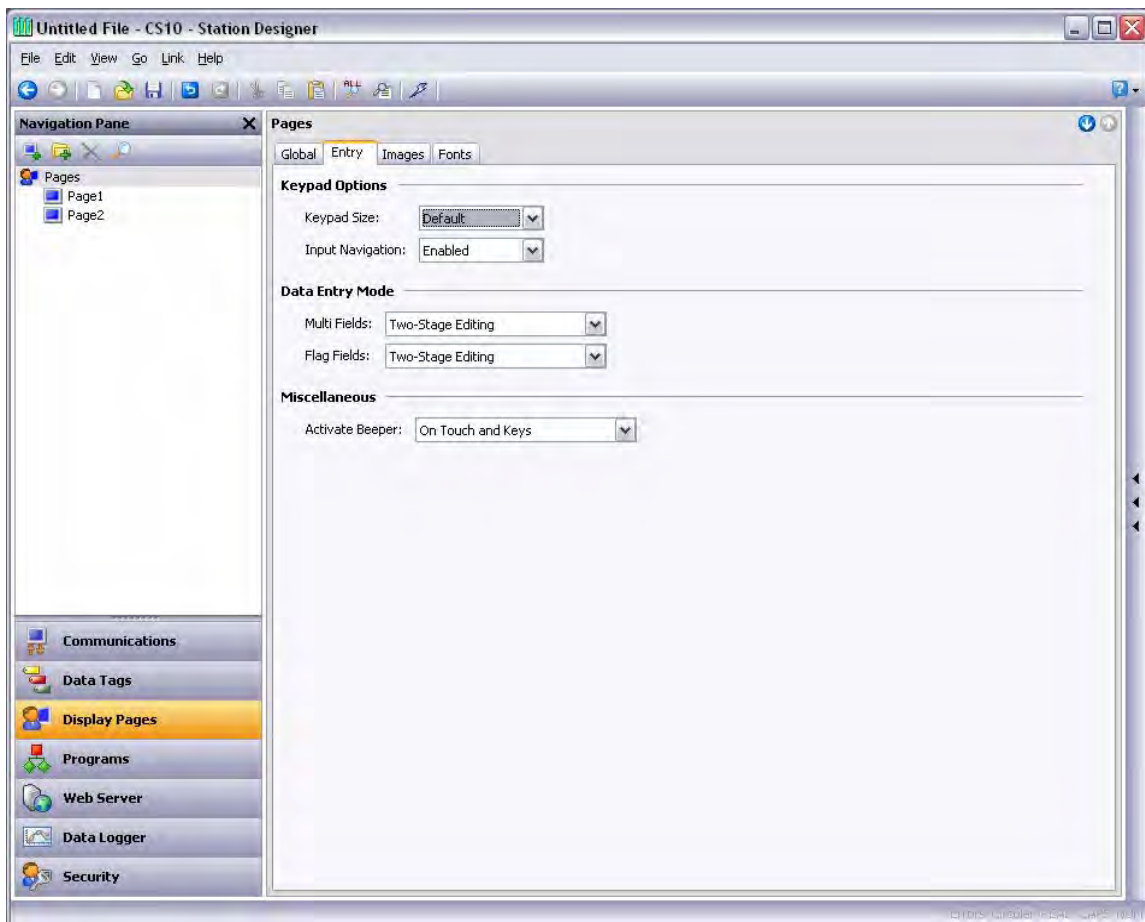 Untitled File - CS10 - Station Designer
File Edit View Go Link Help
ALL
Navigation Pane
Pages
Page1
Page2
Communications
Data Tags
Display Pages
Programs
Web Server
Data Logger
Security
Pages
Global Entry Images Fonts
Keypad Options
Keypad Size: Default
Input Navigation: Enabled
Data Entry Mode
Multi Fields: Two-Stage Editing
Flag Fields: Two-Stage Editing
Miscellaneous
Activate Beeper: On Touch and Keys